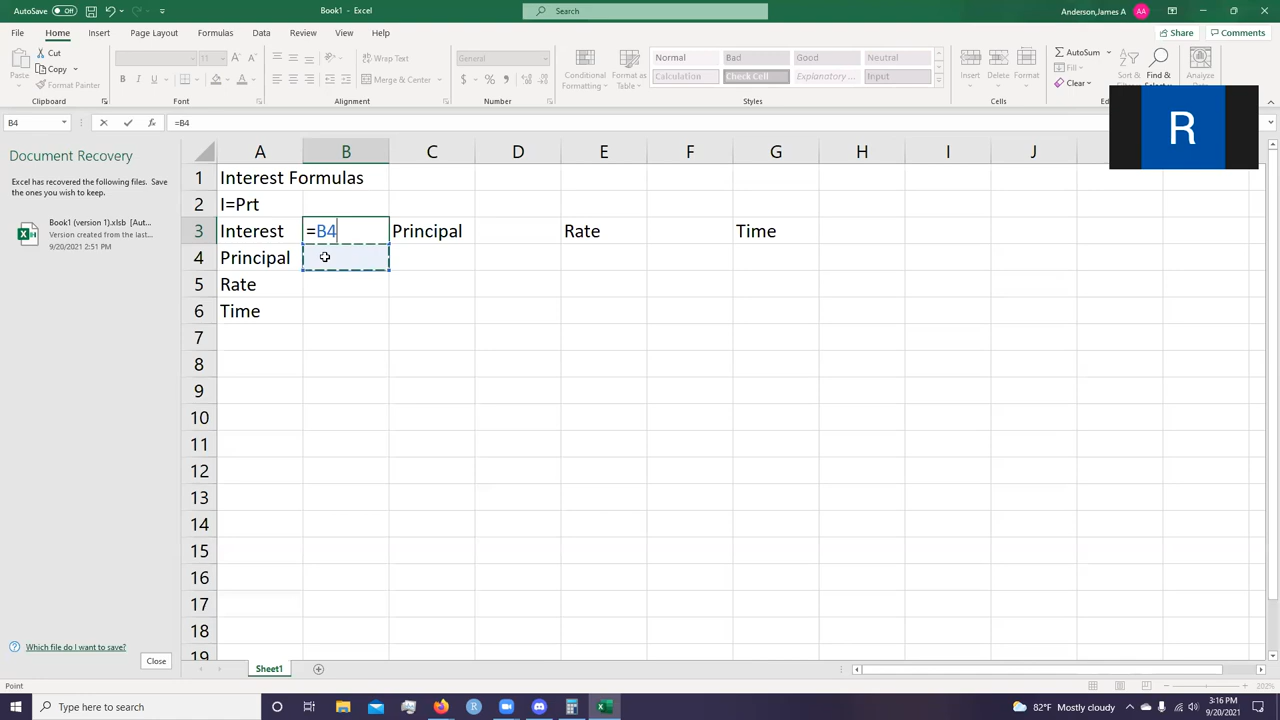 AutoSave Off
Book1 - Excel
Search
Anderson,James A
AA
File Home Insert Page Layout Formulas Data Review View Help
Share Comments
Paste
Cut
Copy
Format Painter
Clipboard
11
A A
B I U
A
Font
Wrap Text
Merge & Center
Alignment
General
$ % ,
Number
Conditional Formatting
Format as Table
Normal Bad Good Neutral
Calculation Check Cell Explanatory ... Input
Styles
Insert Delete Format
Cells
AutoSum
Fill
Clear
Sort & Filter
Find & Select
Analyze Data
R
B4
fx
=B4
Document Recovery
Excel has recovered the following files. Save
the ones you wish to keep.
Book1 (version 1).xlsb [Aut...
Version created from the last...
9/20/2021 2:51 PM
Which file do I want to save?
Close
A B C D E F G H I J
1 Interest Formulas
2 I=Prt
3 Interest =B4 Principal Rate Time
4 Principal
5 Rate
6 Time
7
8
9
10
11
12
13
14
15
16
17
18
19
Sheet1
Point
202%
Type here to search
R
82°F Mostly cloudy
3:16 PM
9/20/2021